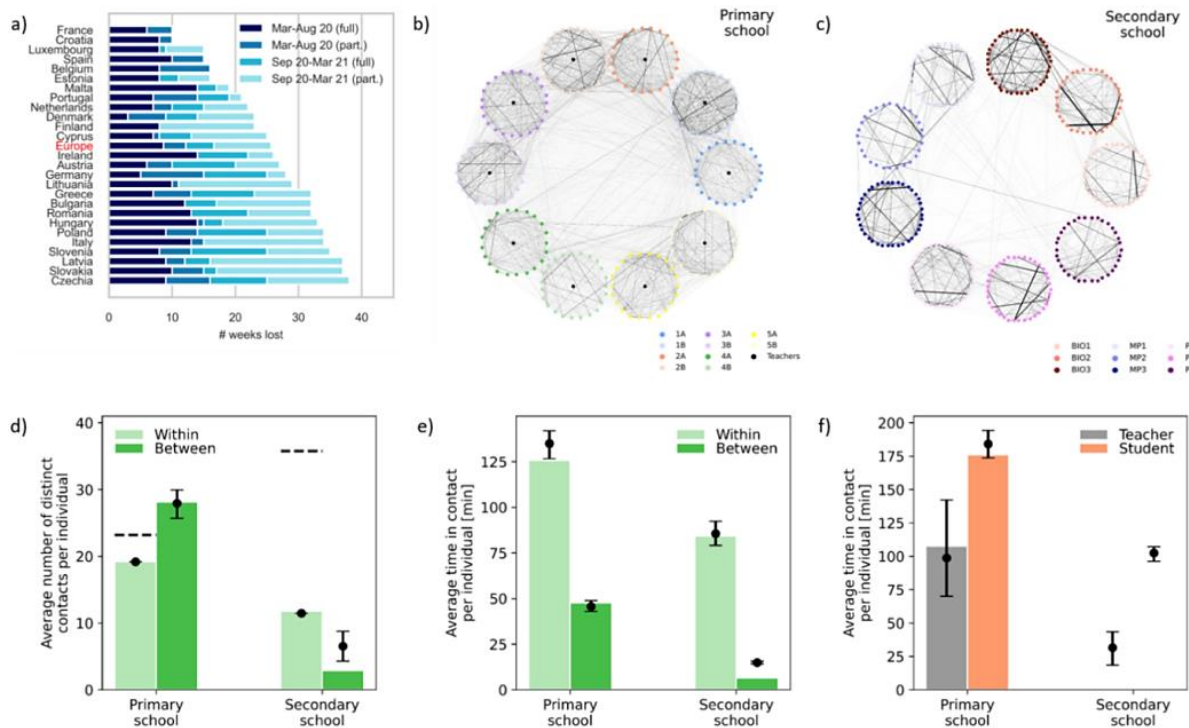 a)
France
Croatia
Luxembourg
Spain
Belgium
Estonia
Malta
Portugal
Netherlands
Denmark
Finland
Cyprus
Europe
Ireland
Austria
Germany
Lithuania
Greece
Bulgaria
Romania
Hungary
Poland
Italy
Slovenia
Latvia
Slovakia
Czechia
Mar-Aug 20 (full)
Mar-Aug 20 (part.)
Sep 20-Mar 21 (full)
Sep 20-Mar 21 (part.)
0 10 20 30 40
# weeks lost
b)
Primary
school
1A 3A 5A
1B 3B 5B
2A 4A Teachers
2B 4B
c)
Secondary
school
BIO1 MP1 P
BIO2 MP2 P
BIO3 MP3 P
d)
40
30
20
10
0
Average number of distinct
contacts per individual
Within
Between
Primary
school
Secondary
school
e)
125
100
75
50
25
0
Average time in contact
per individual [min]
Within
Between
Primary
school
Secondary
school
f)
200
175
150
125
100
75
50
25
0
Average time in contact
per individual [min]
Teacher
Student
Primary
school
Secondary
school